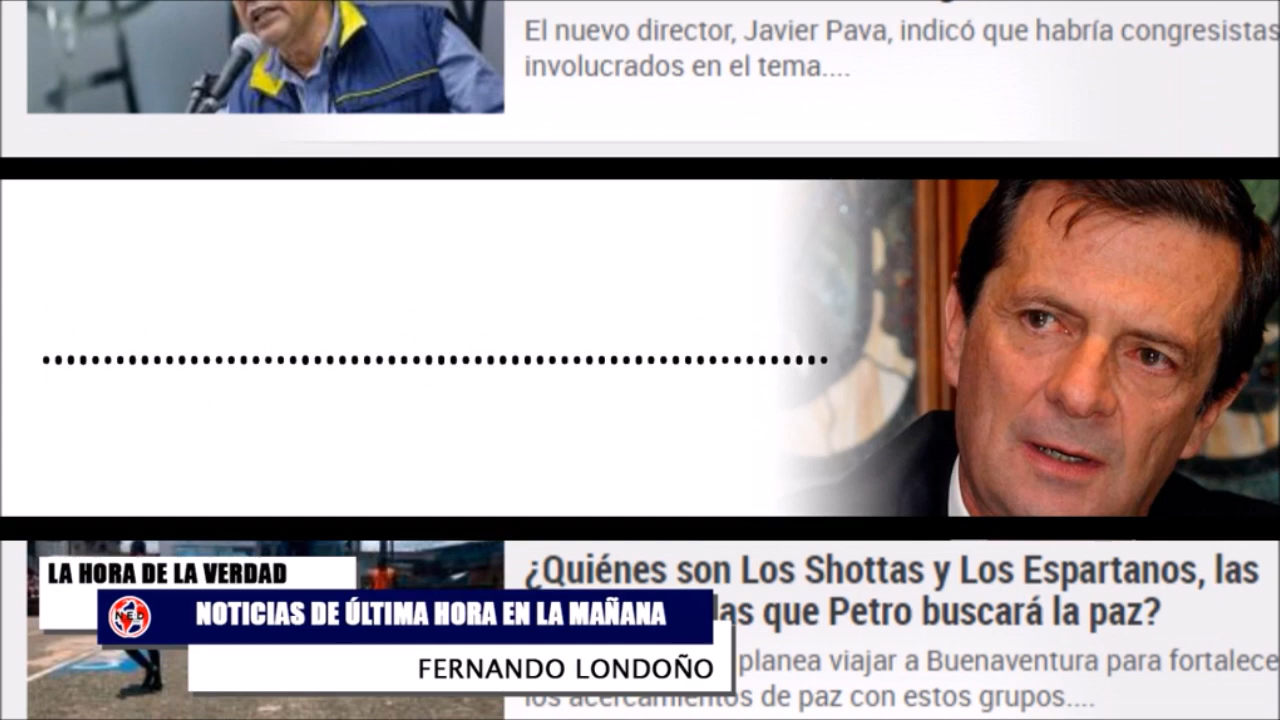 El nuevo director, Javier Pava, indicó que habría congresistas
involucrados en el tema....
¿Quiénes son Los Shottas y Los Espartanos, las
as que Petro buscará la paz?
planea viajar a Buenaventura para fortalece
los acercamientos de paz con estos grupos....
LA HORA DE LA VERDAD
NOTICIAS DE ÚLTIMA HORA EN LA MAÑANA
FERNANDO LONDOÑO